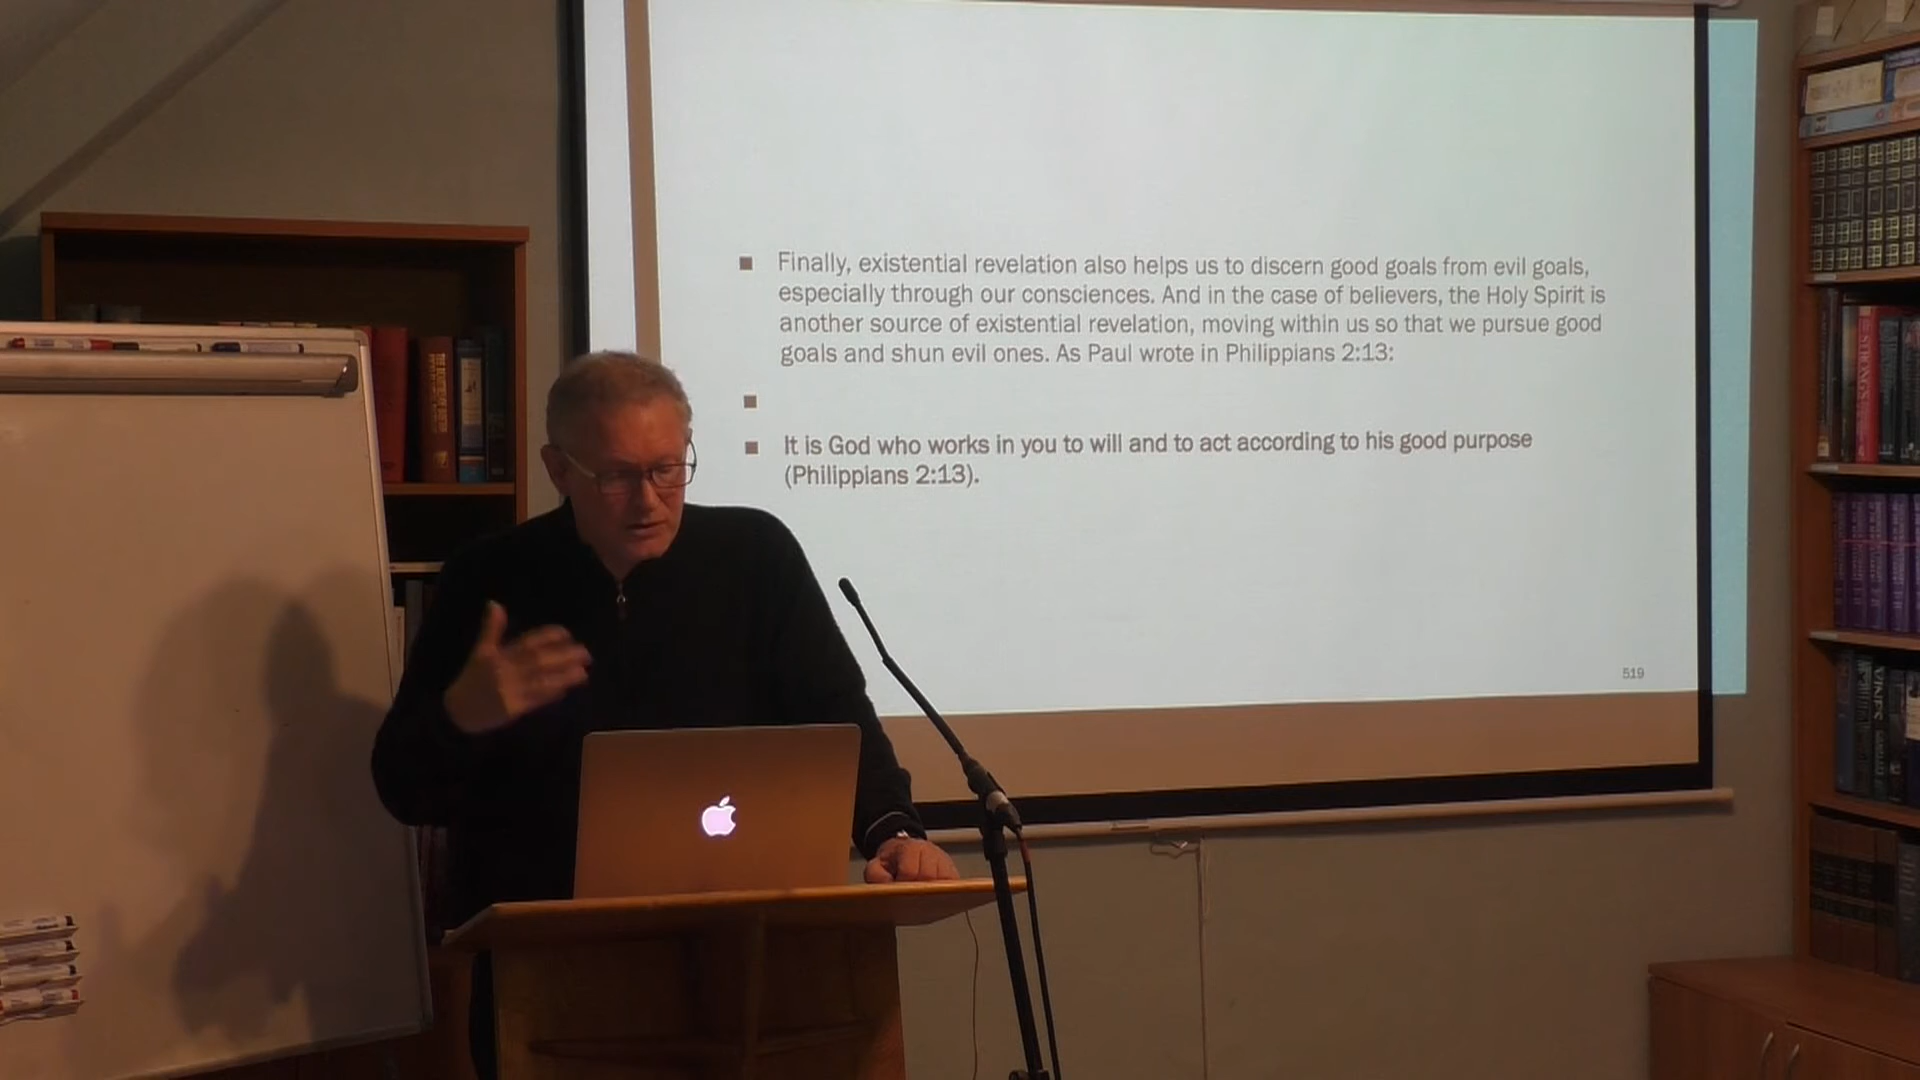 Finally, existential revelation also helps us to discern good goals from evil goals,
especially through our consciences. And in the case of believers, the Holy Spirit is
another source of existential revelation, moving within us so that we pursue good
goals and shun evil ones. As Paul wrote in Philippians 2:13:
It is God who works in you to will and to act according to his good purpose
(Philippians 2:13).
519
STRONG'S
VIKINGS